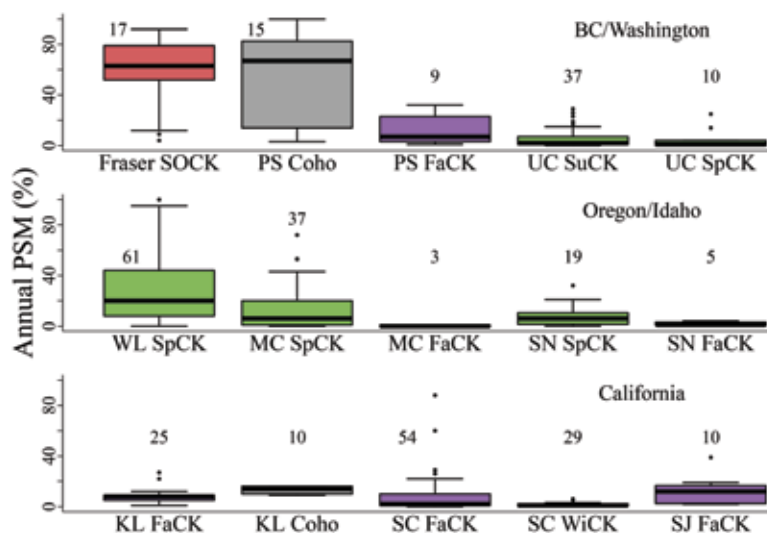 Annual PSM (%)
BC/Washington
80
40
0
17 15 9 37 10
Fraser SOCK PS Coho PS FaCK UC SuCK UC SpCK
Oregon/Idaho
80
40
0
61 37 3 19 5
WL SpCK MC SpCK MC FaCK SN SpCK SN FaCK
California
80
40
0
25 10 54 29 10
KL FaCK KL Coho SC FaCK SC WiCK SJ FaCK